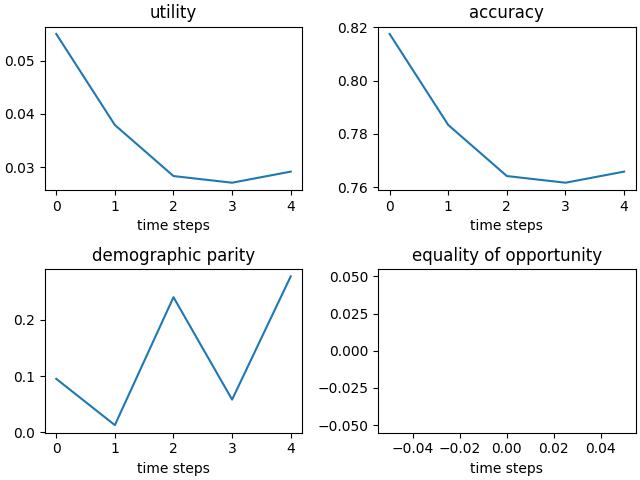 utility
0.05
0.04
0.03
0 1 2 3 4
time steps
accuracy
0.82
0.80
0.78
0.76
0 1 2 3 4
time steps
demographic parity
0.2
0.1
0.0
0 1 2 3 4
time steps
equality of opportunity
0.050
0.025
0.000
−0.025
−0.050
−0.04 −0.02 0.00 0.02 0.04
time steps